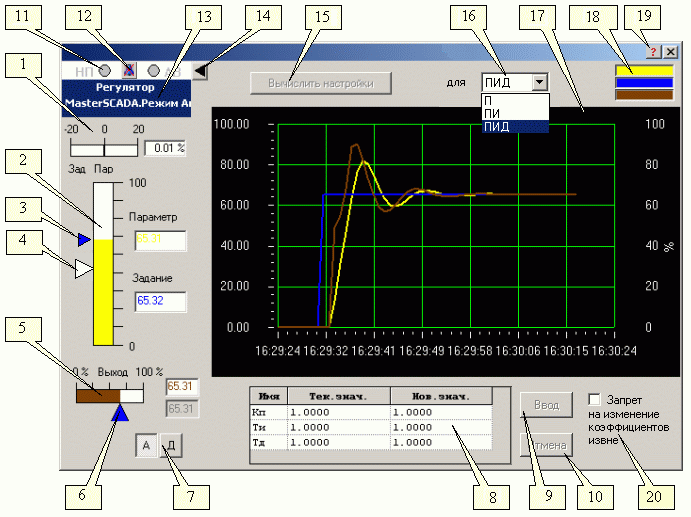 11
12
13
14
15
16
17
18
19
НП
АВ
?
Вычислить настройки
для
ПИД
П
ПИ
ПИД
Регулятор
MasterSCADA.Режим Ан
1
-20 0 20
0.01 %
Зад Пар
2
100
3
Параметр
65.31
4
Задание
65.32
0
5
0 % Выход 100 %
65.31
65.31
6
А
Д
7
100.00
80.00
60.00
40.00
20.00
0.00
100
80
60
40
20
0
%
16:29:24 16:29:32 16:29:41 16:29:49 16:29:58 16:30:06 16:30:15 16:30:24
Имя Тек.знач. Нов.знач.
Кп 1.0000 1.0000
Ти 1.0000 1.0000
Тд 1.0000 1.0000
8
Ввод
Отмена
9
10
Запрет
на изменение
коэффициентов
извне
20